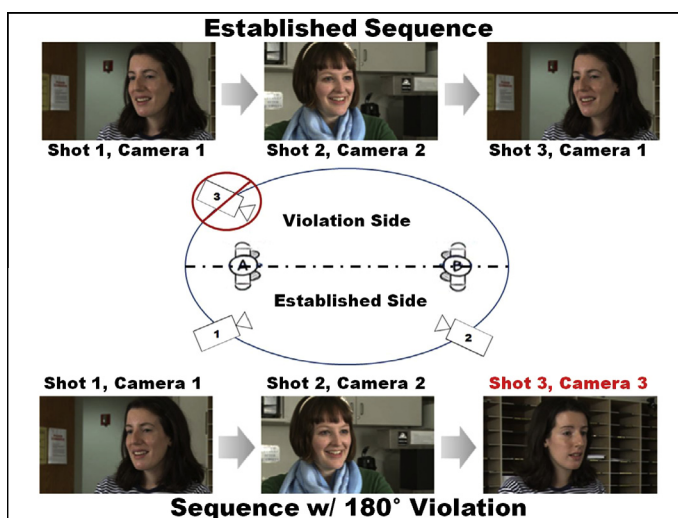 Established Sequence
Shot 1, Camera 1
Shot 2, Camera 2
Shot 3, Camera 1
3
Violation Side
A
B
Established Side
1
2
Shot 1, Camera 1
Shot 2, Camera 2
Shot 3, Camera 3
Sequence w/ 180° Violation